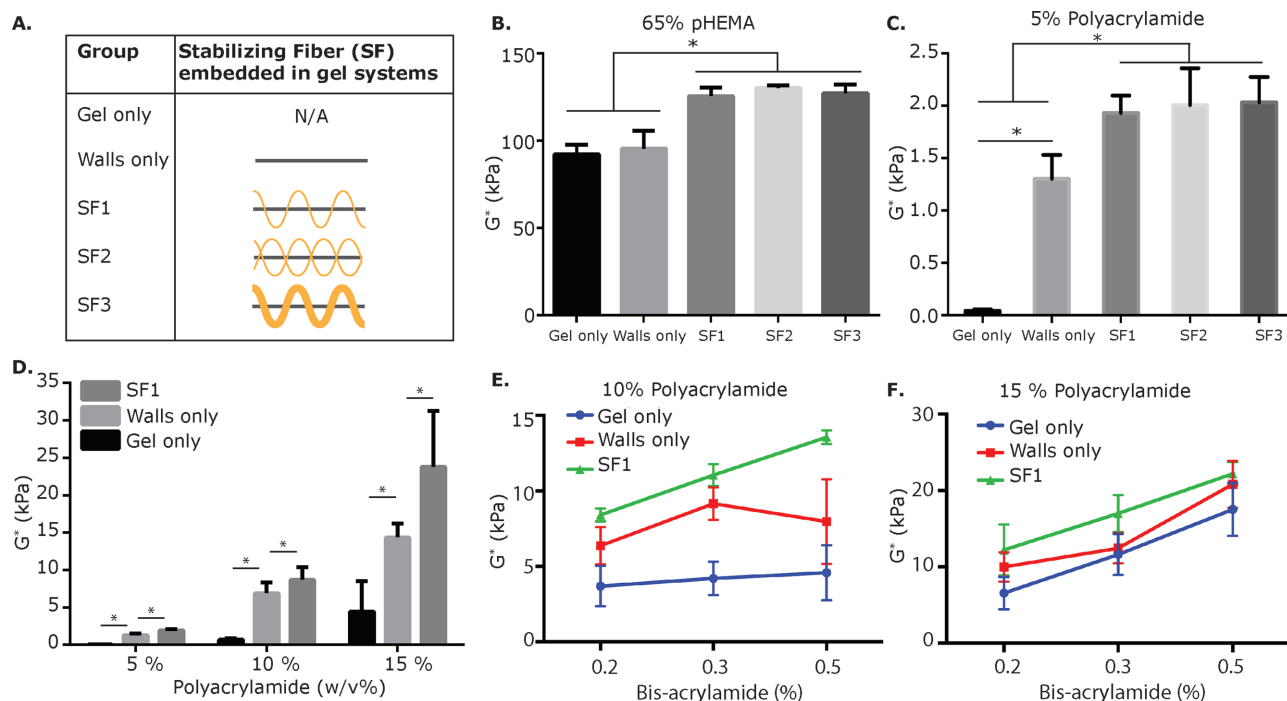 A.
Group
Stabilizing Fiber (SF)
embedded in gel systems
Gel only
N/A
Walls only
SF1
SF2
SF3
B.
65% pHEMA
*
150
100
50
0
G* (kPa)
Gel only
Walls only
SF1
SF2
SF3
C.
5% Polyacrylamide
*
*
2.5
2.0
1.5
1.0
0.5
0.0
G* (kPa)
Gel only
Walls only
SF1
SF2
SF3
D.
SF1
Walls only
Gel only
35
30
25
20
15
10
5
0
G* (kPa)
*
*
*
*
*
*
5 %
10 %
15 %
Polyacrylamide (w/v%)
E.
10% Polyacrylamide
Gel only
Walls only
SF1
15
10
5
0
G* (kPa)
0.2
0.3
0.5
Bis-acrylamide (%)
F.
15 % Polyacrylamide
Gel only
Walls only
SF1
30
20
10
0
G* (kPa)
0.2
0.3
0.5
Bis-acrylamide (%)